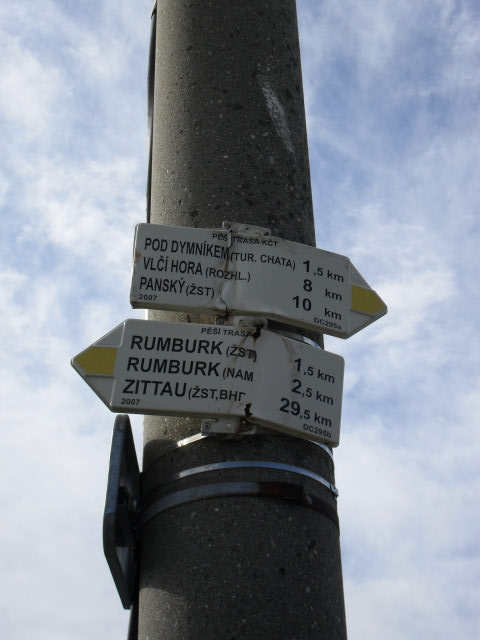 PĚŠÍ TRASA KČT
POD DYMNÍKEM (TUR. CHATA) 1,5 km
VLČÍ HORA (ROZHL.) 8 km
PANSKÝ (ŽST) 10 km
2007 DC295a
PĚŠÍ TRASA
RUMBURK (ŽST) 1,5 km
RUMBURK (NAM 2,5 km
ZITTAU (ŽST,BHF 29,5 km
2007 DC295b